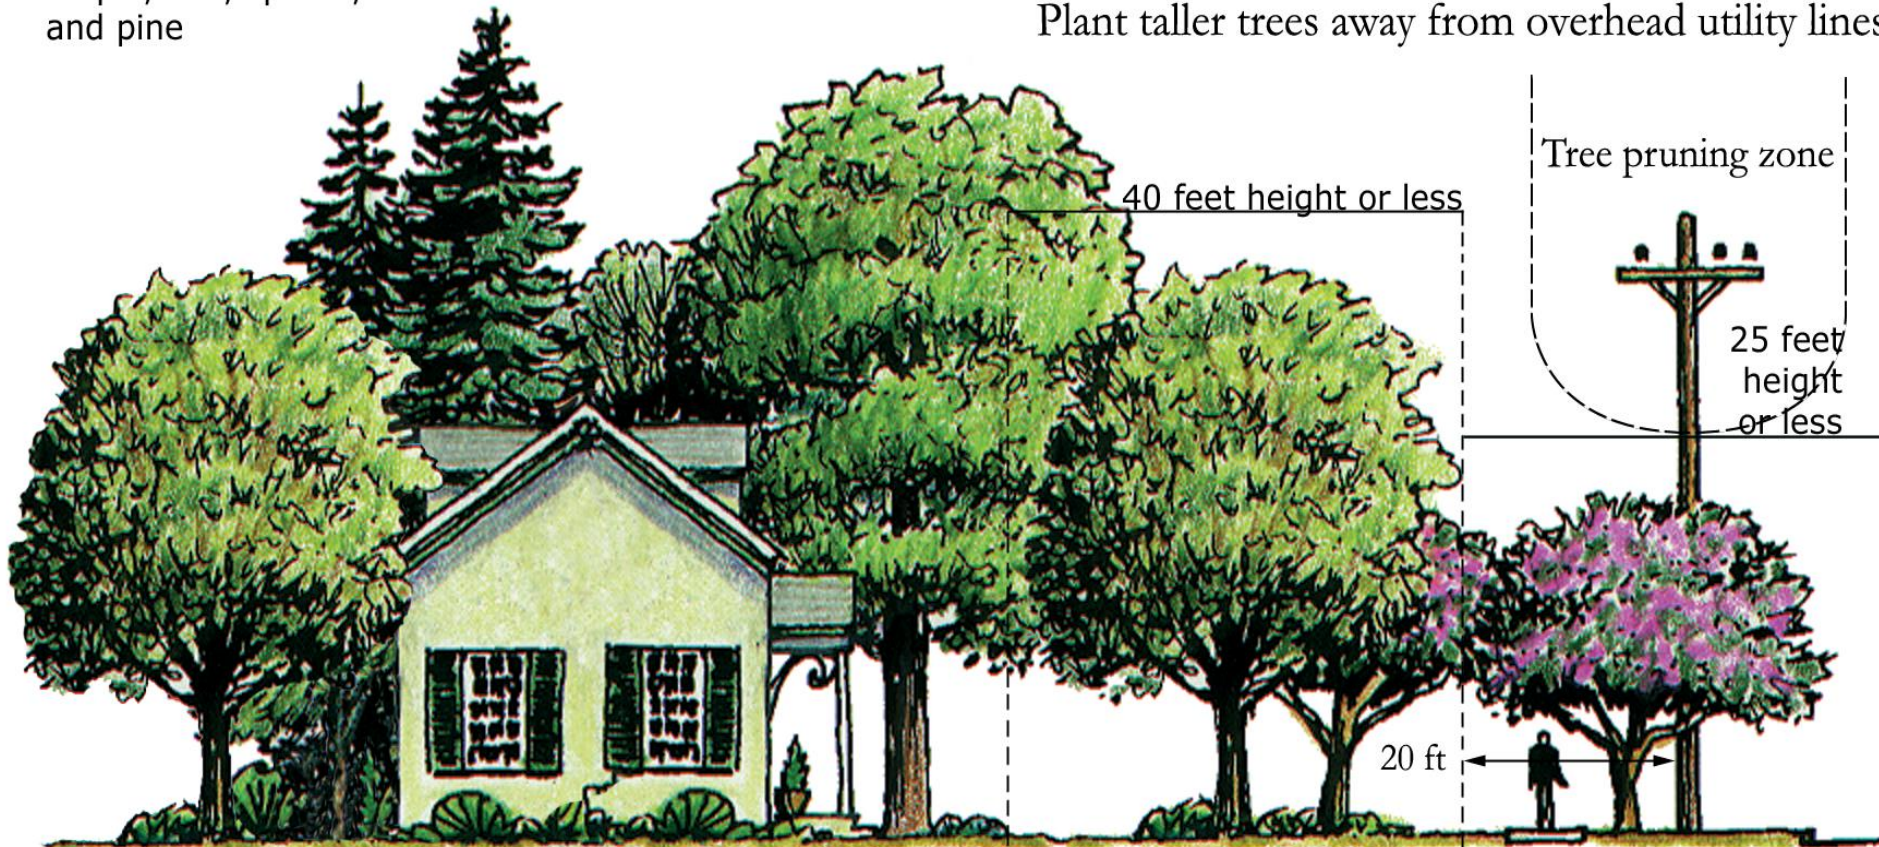 and pine
Plant taller trees away from overhead utility lines
Tree pruning zone
40 feet height or less
25 feet
height
or less
20 ft